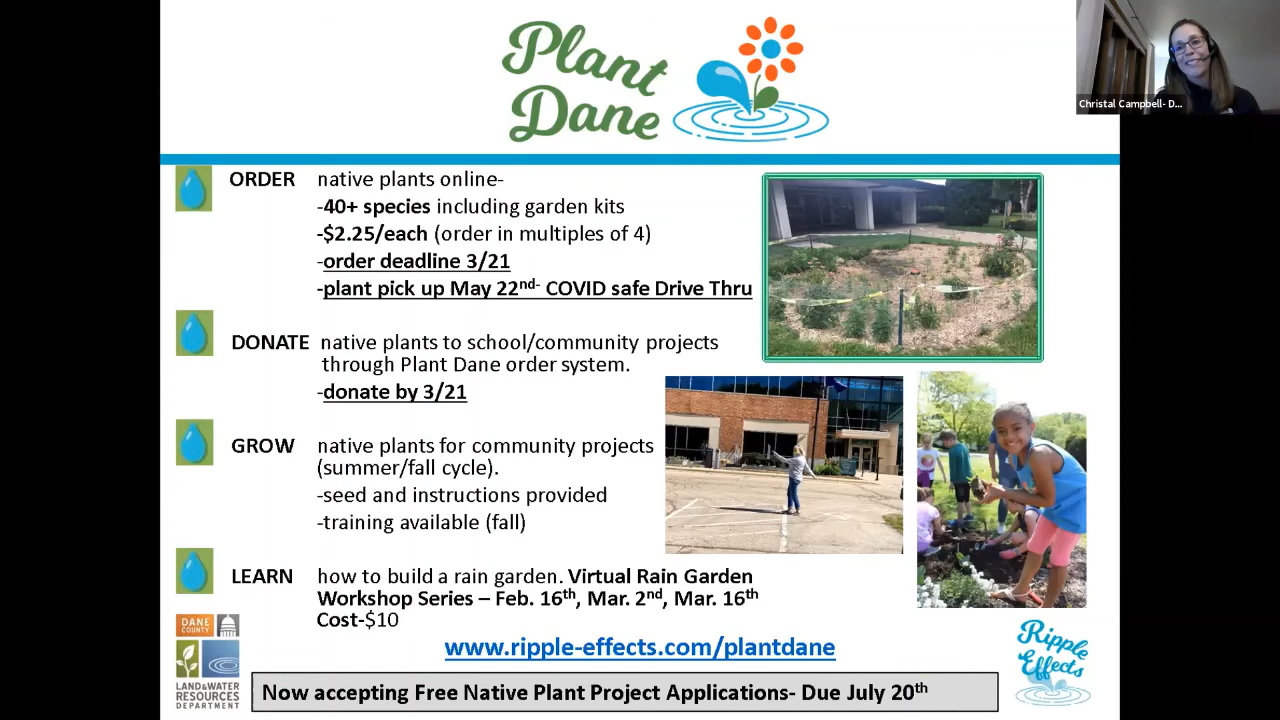 Plant
Dane
Christal Campbell- D...
ORDER native plants online-
-40+ species including garden kits
-$2.25/each (order in multiples of 4)
-order deadline 3/21
-plant pick up May 22nd- COVID safe Drive Thru
DONATE native plants to school/community projects
through Plant Dane order system.
-donate by 3/21
GROW native plants for community projects
(summer/fall cycle).
-seed and instructions provided
-training available (fall)
LEARN how to build a rain garden. Virtual Rain Garden
Workshop Series – Feb. 16th, Mar. 2nd, Mar. 16th
Cost-$10
www.ripple-effects.com/plantdane
DANE
COUNTY
LAND&WATER
RESOURCES
DEPARTMENT
Ripple
Effects
Now accepting Free Native Plant Project Applications- Due July 20th